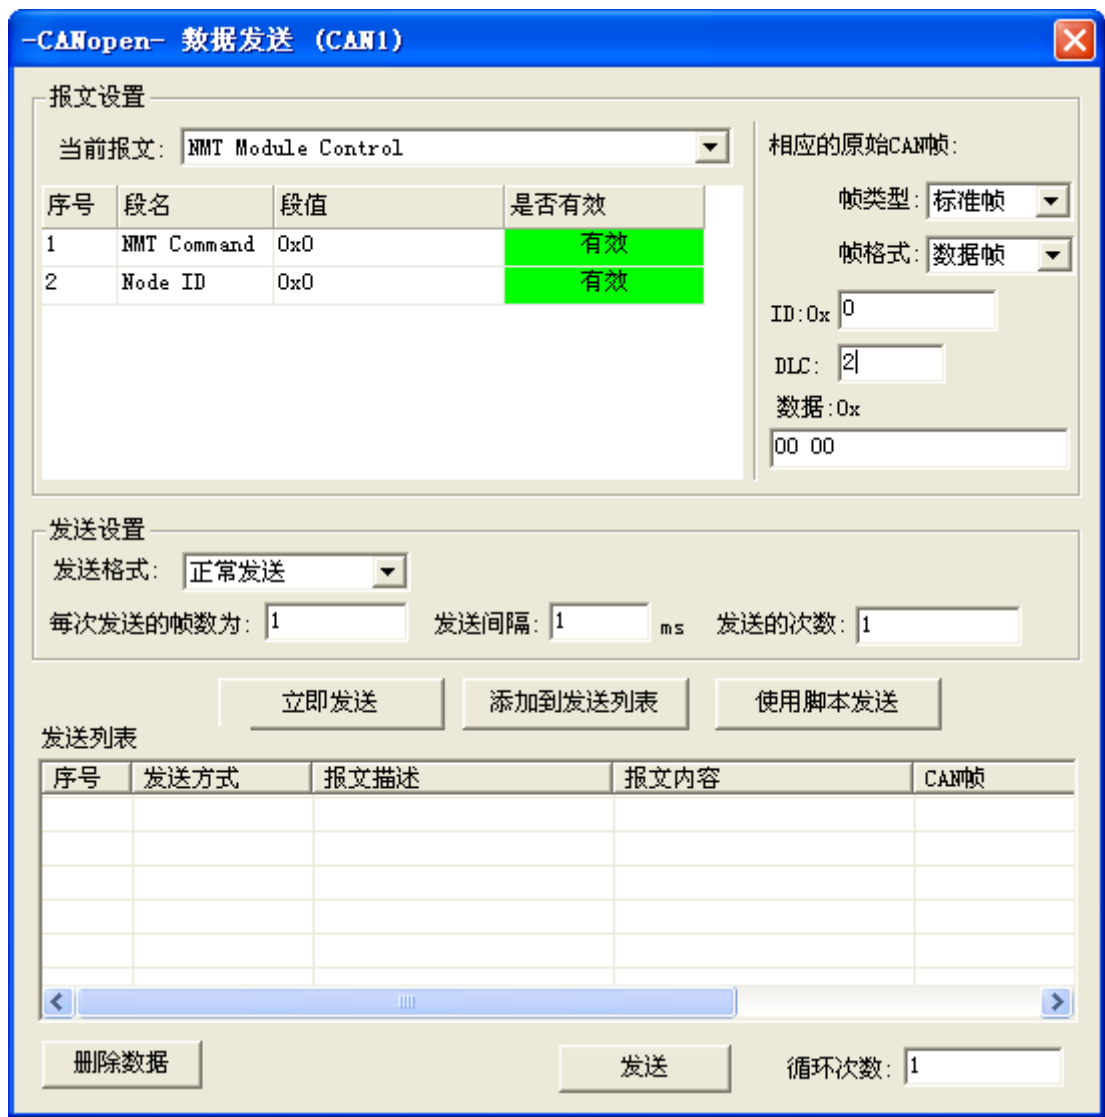 -CANopen- 数据发送 (CAN1)
报文设置
当前报文: NMT Module Control
序号 段名 段值 是否有效
1 NMT Command 0x0 有效
2 Node ID 0x0 有效
相应的原始CAN帧:
帧类型: 标准帧
帧格式: 数据帧
ID:0x 0
DLC: 2
数据:0x
00 00
发送设置
发送格式: 正常发送
每次发送的帧数为: 1 发送间隔: 1 ms 发送的次数: 1
立即发送 添加到发送列表 使用脚本发送
发送列表
序号 发送方式 报文描述 报文内容 CAN帧
删除数据 发送 循环次数: 1